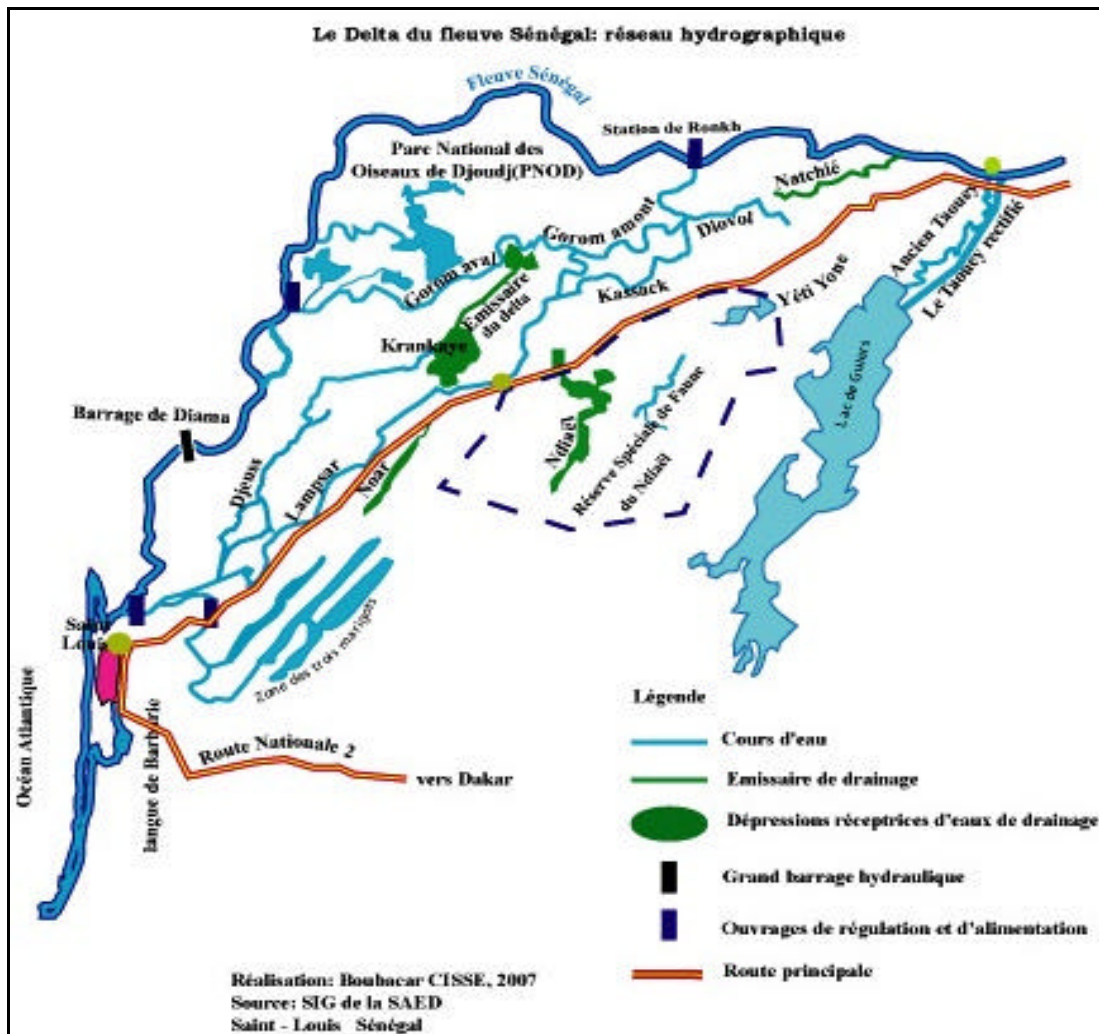 Le Delta du fleuve Sénégal: réseau hydrographique
Fleuve Sénégal
Station de Ronkh
Parc National des
Oiseaux de Djoudj(PNOD)
Natchié
Gorom amont
Diovol
Ancien Taouey
Le Taouey rectifié
Gorom aval
Emissaire
du delta
Kassack
Yéti Yone
Krankaye
Lac de Guiers
Barrage de Diama
Djeuss
Lampsar
Noar
Ndiaël
Réserve Spéciale de Faune
du Ndiaël
Saint
Louis
Zone des trois marigots
Océan Atlantique
langue de Barbarie
Route Nationale 2
vers Dakar
Légende
Cours d'eau
Emissaire de drainage
Dépressions réceptrices d'eaux de drainage
Grand barrage hydraulique
Ouvrages de régulation et d'alimentation
Route principale
Réalisation: Boubacar CISSE, 2007
Source: SIG de la SAED
Saint - Louis Sénégal